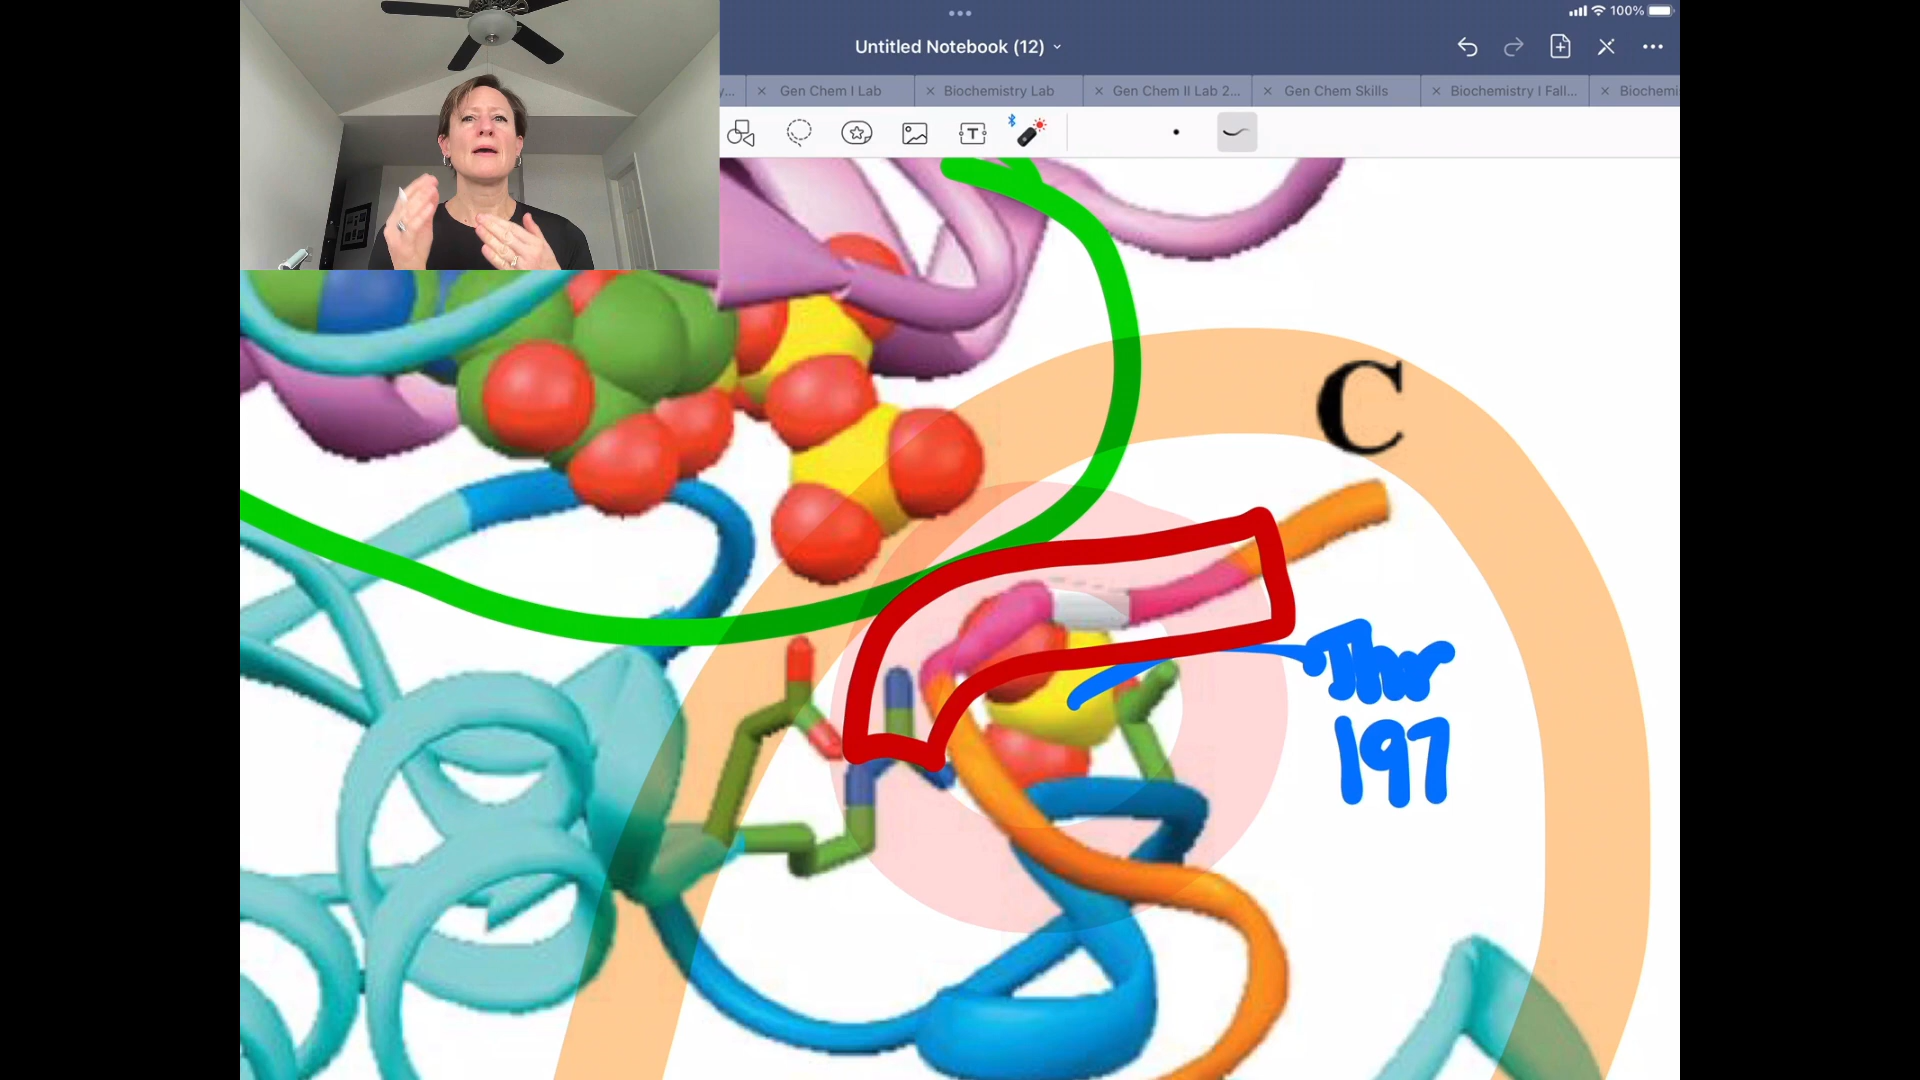 100%
Untitled Notebook (12)
y...
Gen Chem I Lab
Biochemistry Lab
Gen Chem II Lab 2...
Gen Chem Skills
Biochemistry I Fall...
Biochemi
T
C
Thr
197